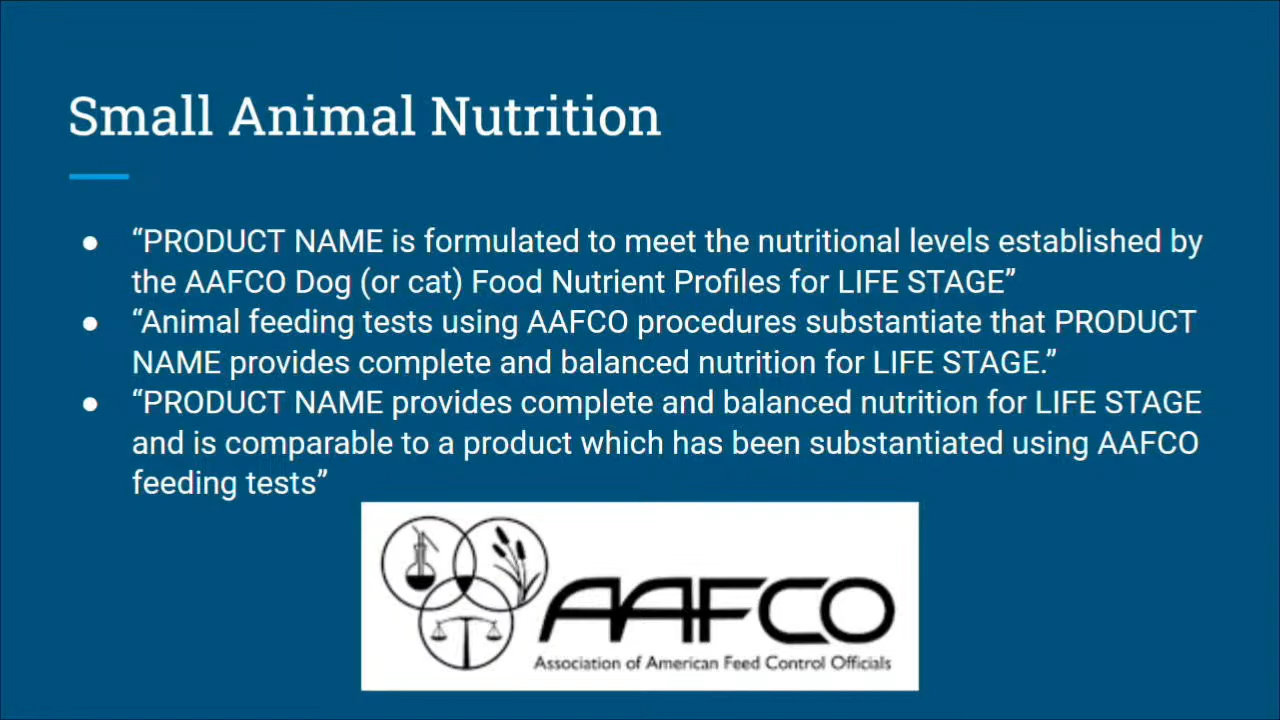 Small Animal Nutrition
● “PRODUCT NAME is formulated to meet the nutritional levels established by
the AAFCO Dog (or cat) Food Nutrient Profiles for LIFE STAGE”
● “Animal feeding tests using AAFCO procedures substantiate that PRODUCT
NAME provides complete and balanced nutrition for LIFE STAGE.”
● “PRODUCT NAME provides complete and balanced nutrition for LIFE STAGE
and is comparable to a product which has been substantiated using AAFCO
feeding tests”
AAFCO
Association of American Feed Control Officials